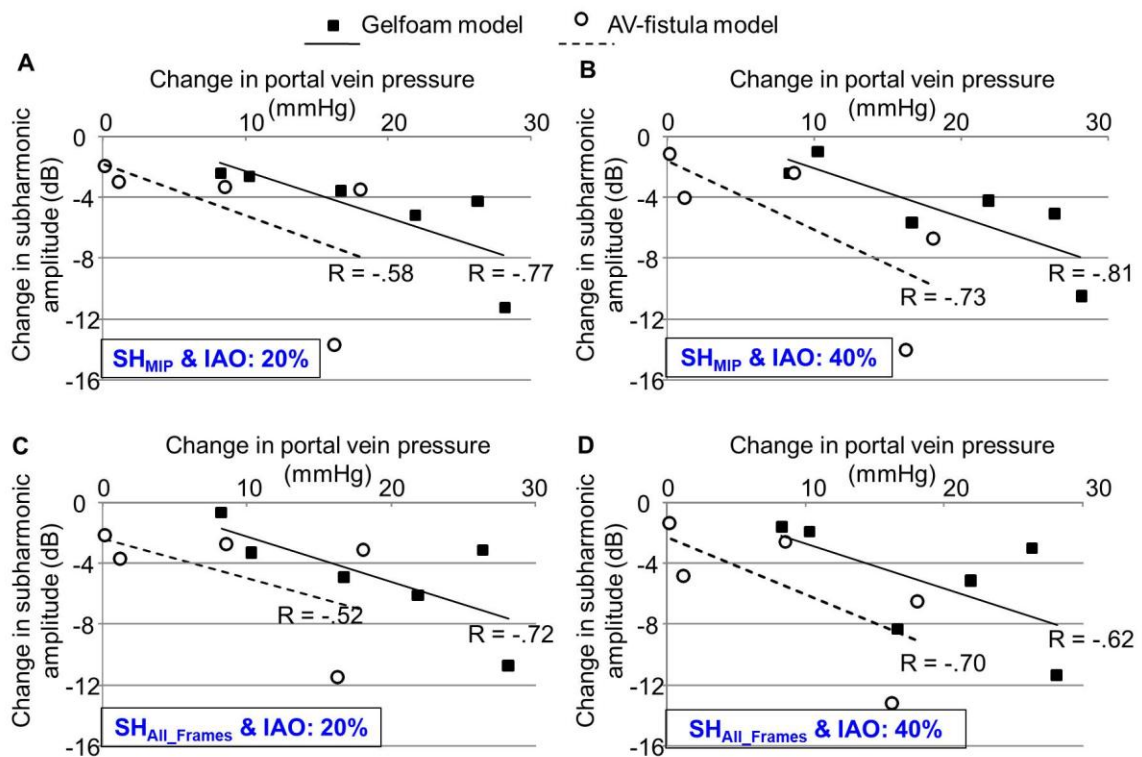 Gelfoam model
AV-fistula model
A
Change in portal vein pressure
(mmHg)
0
10
20
30
Change in subharmonic
amplitude (dB)
0
-4
-8
-12
-16
R = -.58
R = -.77
SHMIP & IAO: 20%
B
Change in portal vein pressure
(mmHg)
0
10
20
30
Change in subharmonic
amplitude (dB)
0
-4
-8
-12
-16
R = -.73
R = -.81
SHMIP & IAO: 40%
C
Change in portal vein pressure
(mmHg)
0
10
20
30
Change in subharmonic
amplitude (dB)
0
-4
-8
-12
-16
R = -.52
R = -.72
SHAll_Frames & IAO: 20%
D
Change in portal vein pressure
(mmHg)
0
10
20
30
Change in subharmonic
amplitude (dB)
0
-4
-8
-12
-16
R = -.70
R = -.62
SHAll_Frames & IAO: 40%